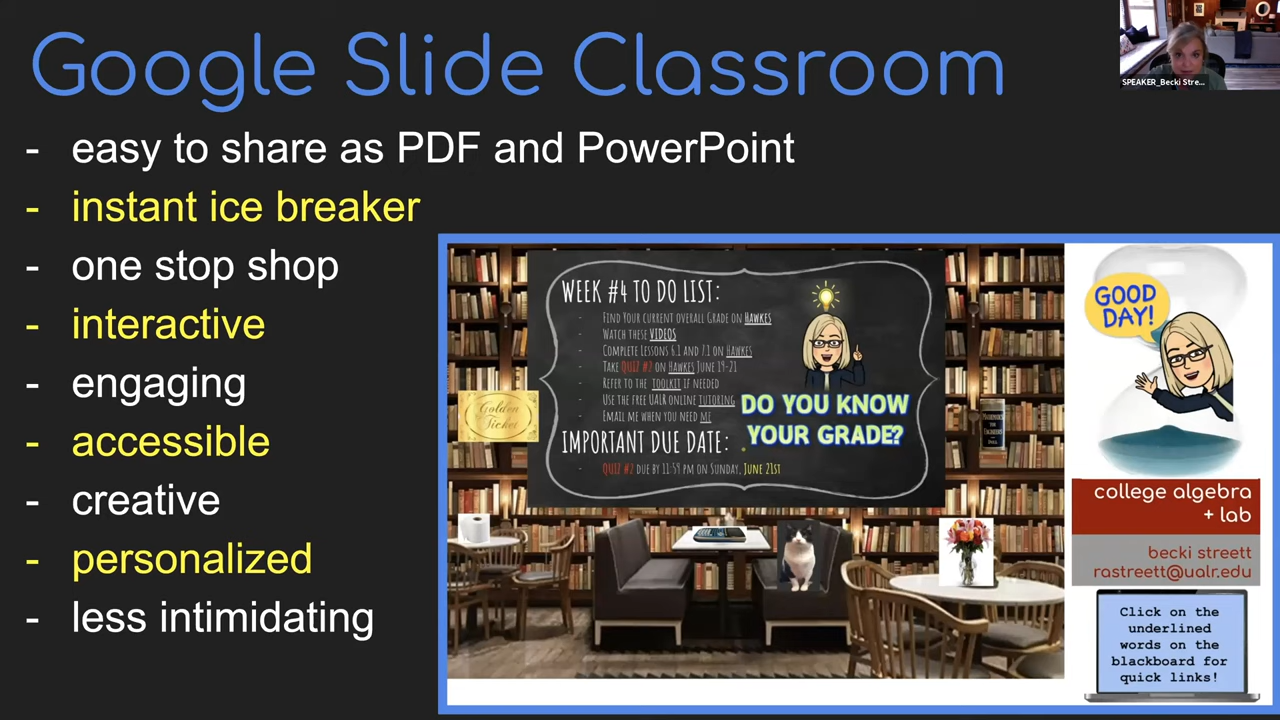 Google Slide Classroom
SPEAKER_Becki Stre...
- easy to share as PDF and PowerPoint
- instant ice breaker
- one stop shop
- interactive
- engaging
- accessible
- creative
- personalized
- less intimidating
WEEK #4 TO DO LIST:
- FIND YOUR CURRENT OVERALL GRADE ON HAWKES
- WATCH THESE VIDEOS
- COMPLETE LESSONS 6.1 AND 7.1 ON HAWKES
- TAKE QUIZ #2 ON HAWKES JUNE 19-21
- REFER TO THE TOOLKIT IF NEEDED
- USE THE FREE UALR ONLINE TUTORING
- EMAIL ME WHEN YOU NEED ME
IMPORTANT DUE DATE:
- QUIZ #2 DUE BY 11:59 PM ON SUNDAY, JUNE 21ST
DO YOU KNOW
YOUR GRADE?
Golden
Ticket
MATHEMATICS
FOR
ENGINEERS
GOOD
DAY!
college algebra
+ lab
becki streett
rastreett@ualr.edu
Click on the
underlined
words on the
blackboard for
quick links!